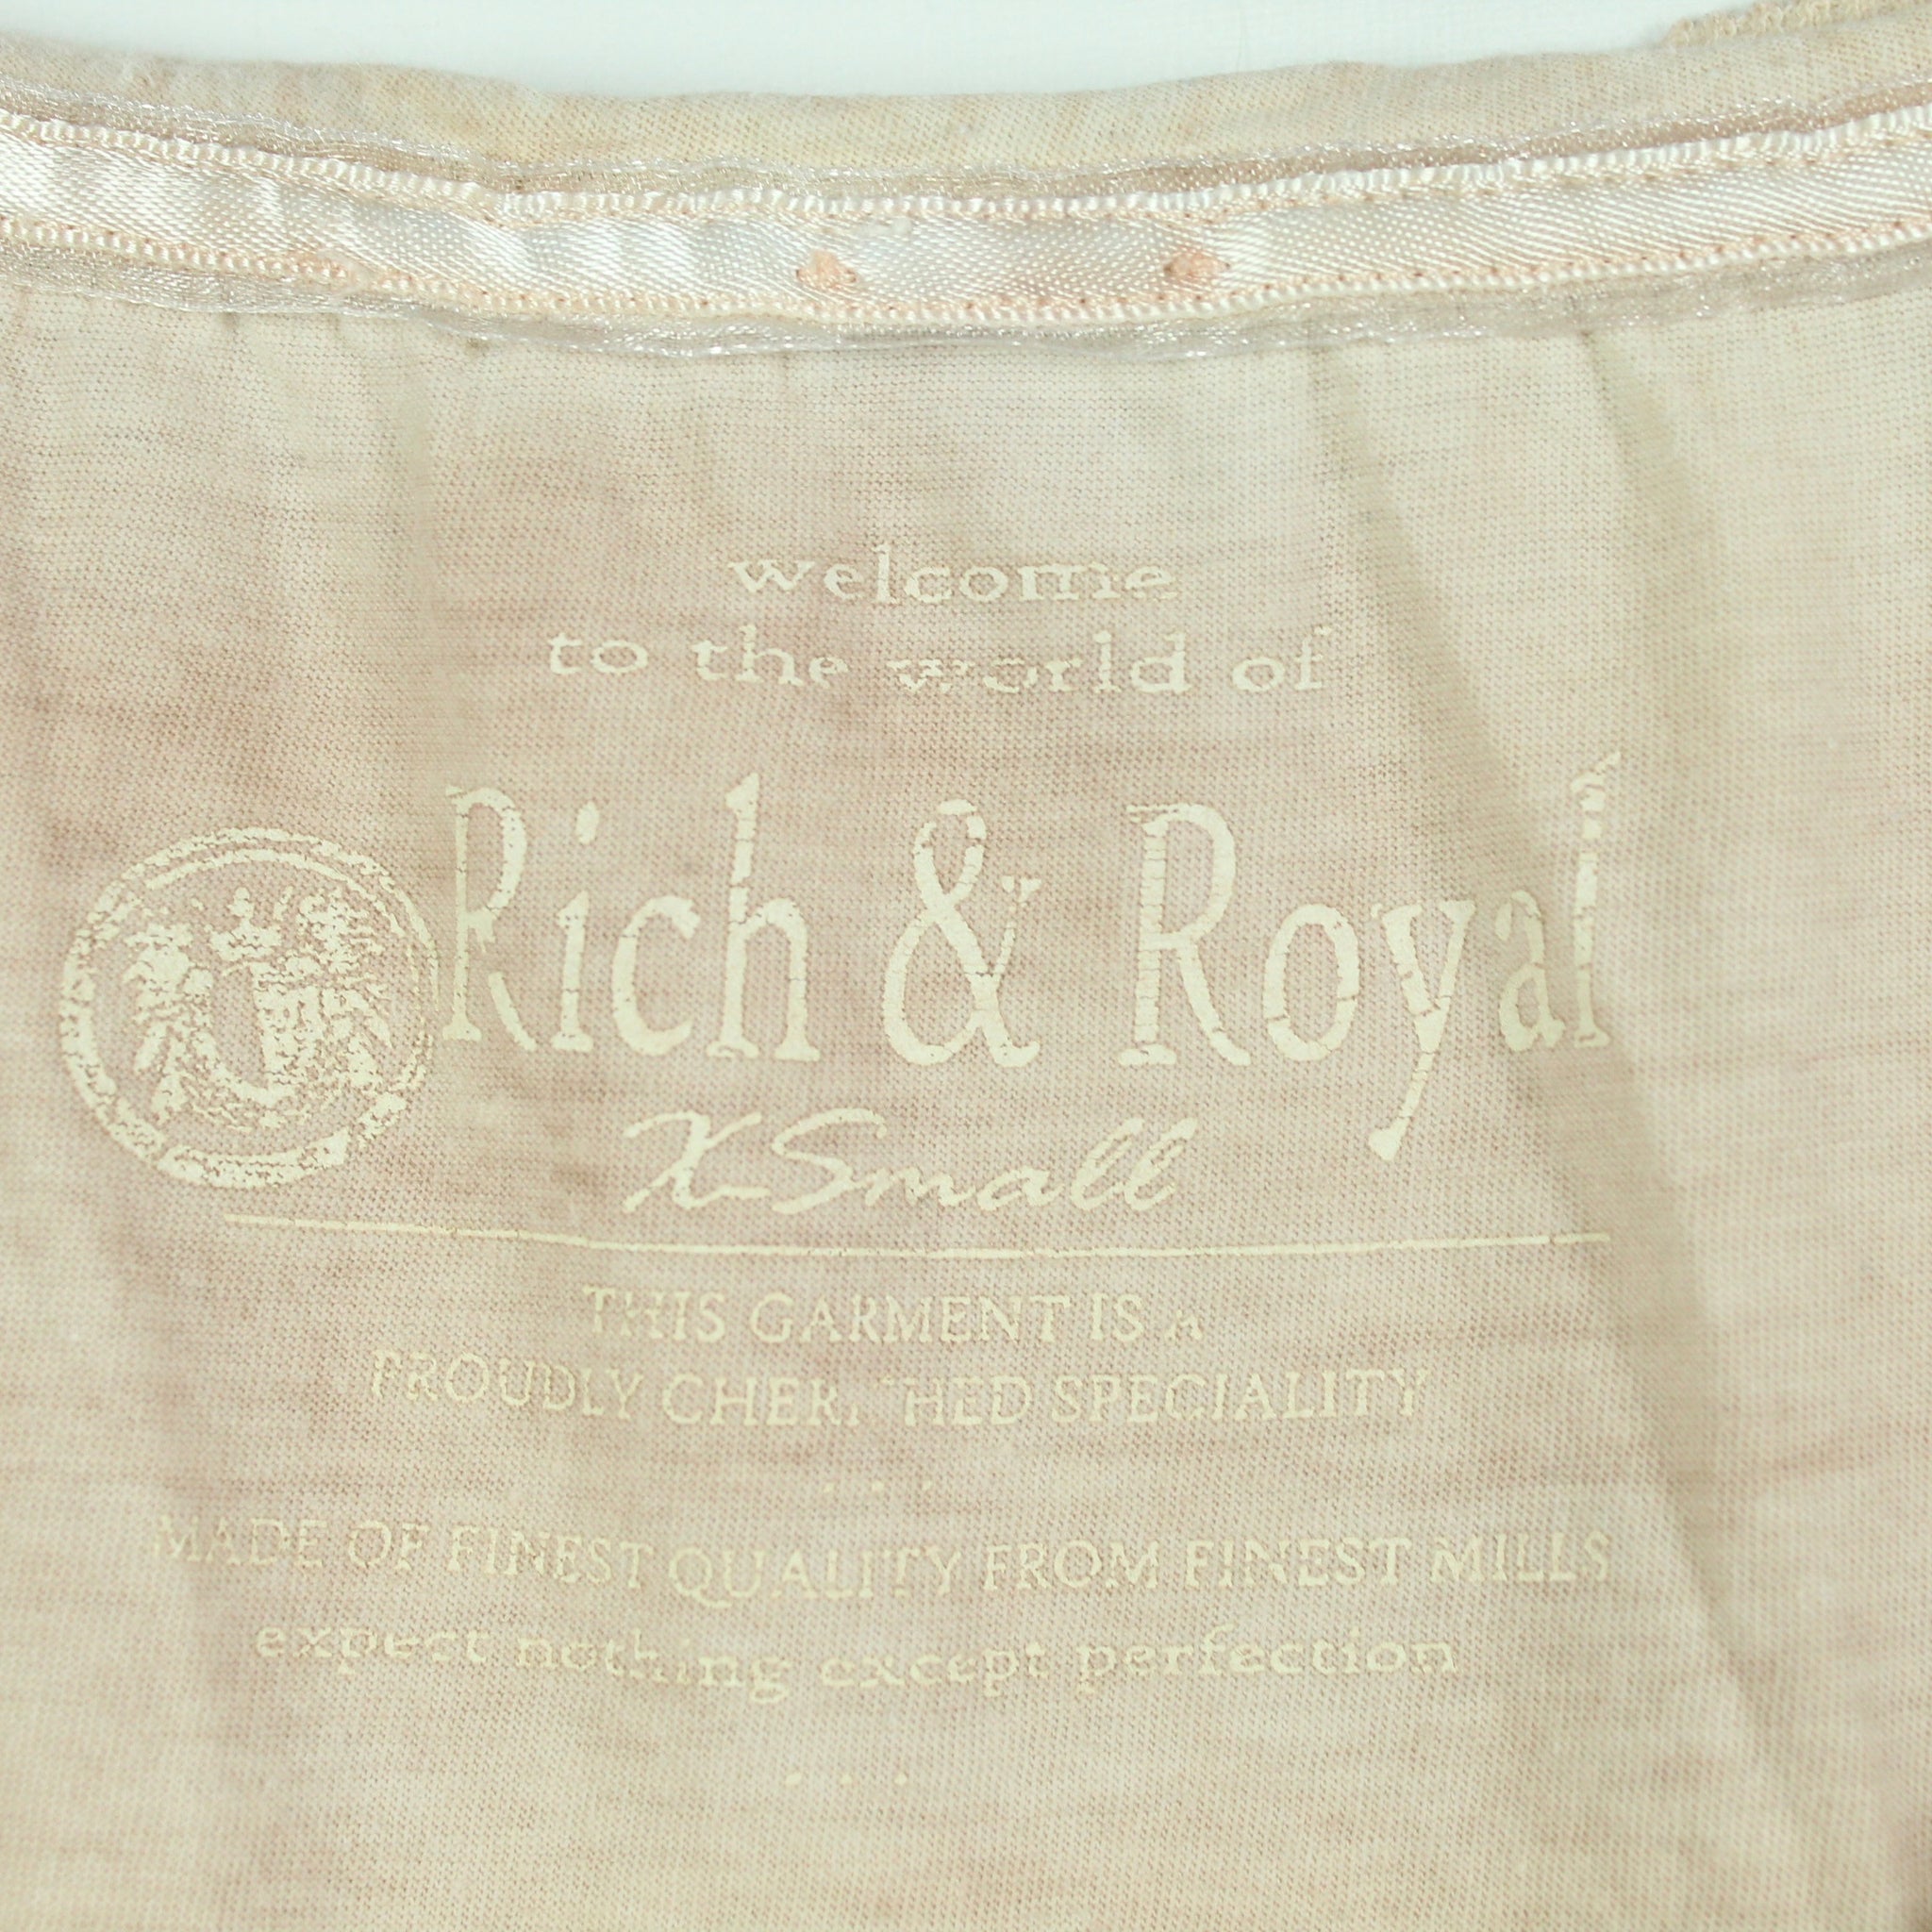 welcome
to the world of
Rich & Royal
X-Small
THIS GARMENT IS A
PROUDLY CHERISHED SPECIALITY
. . .
MADE OF FINEST QUALITY FROM FINEST MILLS
expect nothing except perfection
. . .